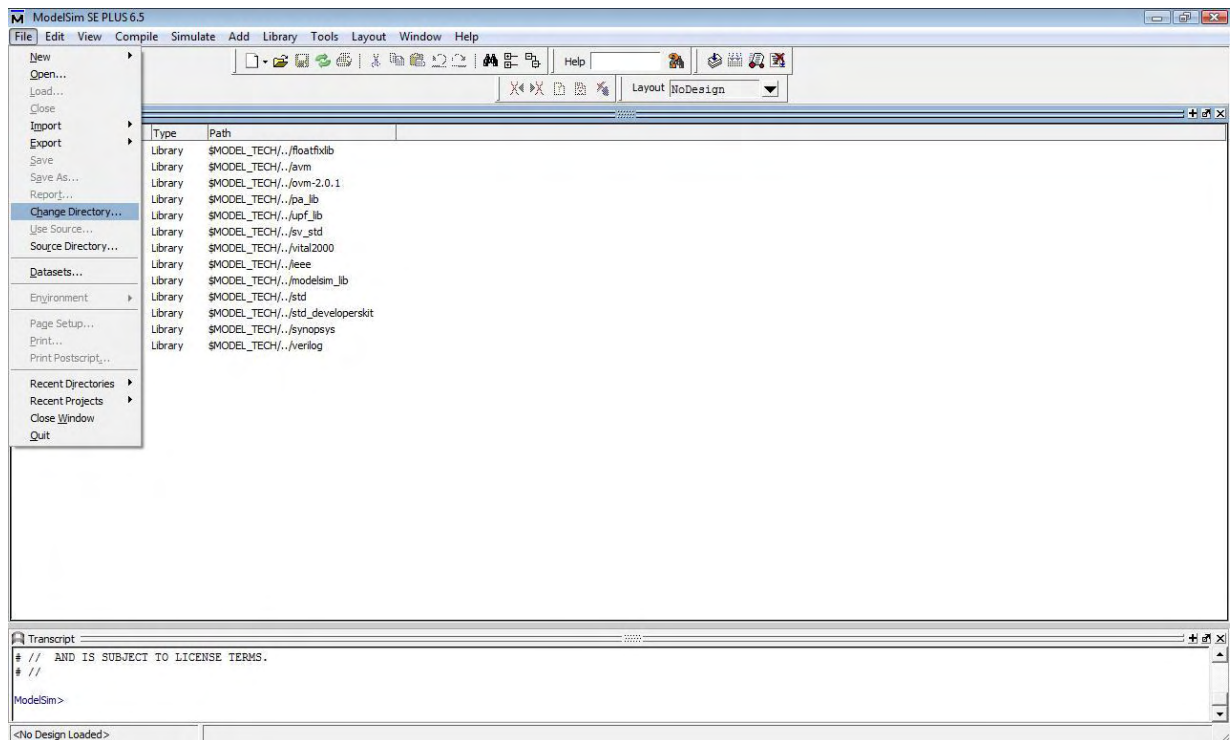 ModelSim SE PLUS 6.5
File Edit View Compile Simulate Add Library Tools Layout Window Help
Help
Layout NoDesign
New
Open...
Load...
Close
Import
Export
Save
Save As...
Report...
Change Directory...
Use Source...
Source Directory...
Datasets...
Environment
Page Setup...
Print...
Print Postscript...
Recent Directories
Recent Projects
Close Window
Quit
Type Path
Library $MODEL_TECH/../floatfixlib
Library $MODEL_TECH/../avm
Library $MODEL_TECH/../ovm-2.0.1
Library $MODEL_TECH/../pa_lib
Library $MODEL_TECH/../upf_lib
Library $MODEL_TECH/../sv_std
Library $MODEL_TECH/../vital2000
Library $MODEL_TECH/../ieee
Library $MODEL_TECH/../modelsim_lib
Library $MODEL_TECH/../std
Library $MODEL_TECH/../std_developerskit
Library $MODEL_TECH/../synopsys
Library $MODEL_TECH/../verilog
Transcript
# // AND IS SUBJECT TO LICENSE TERMS.
# //
ModelSim>
<No Design Loaded>